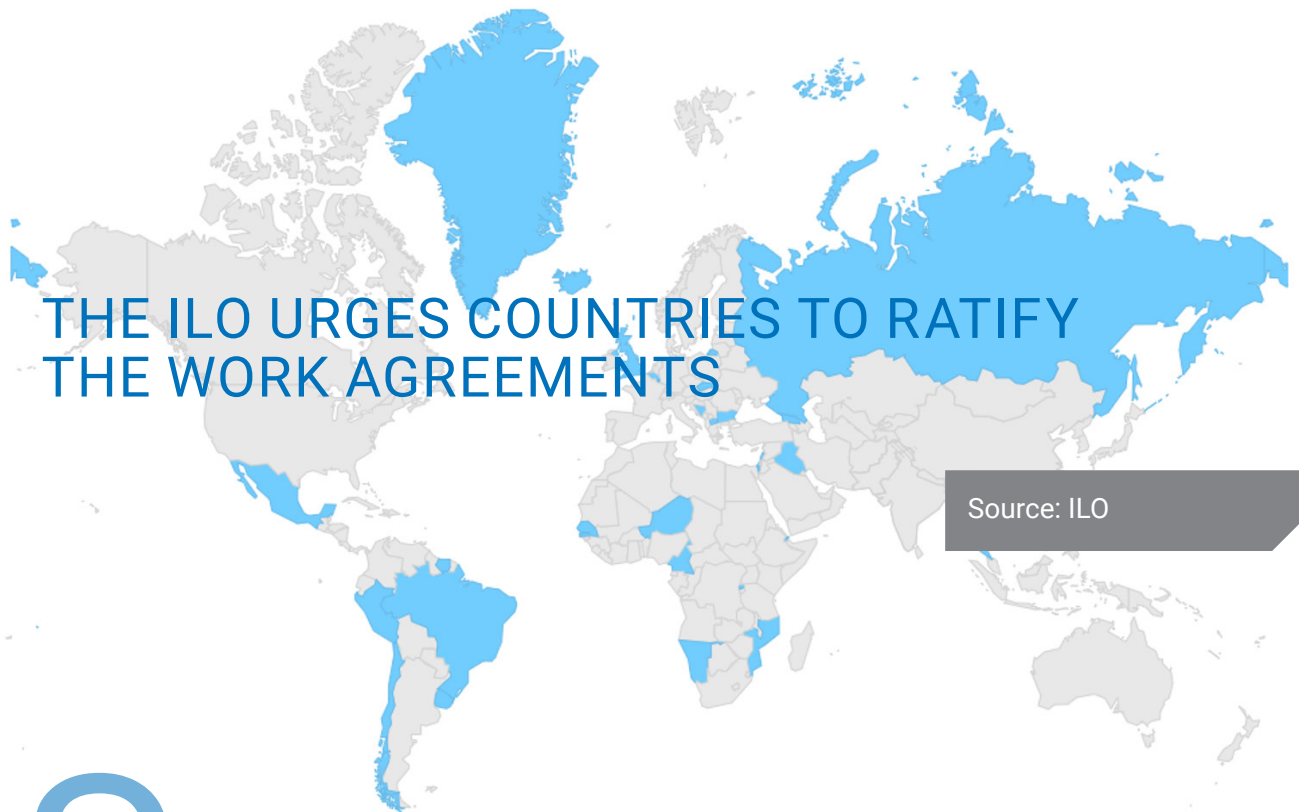 THE ILO URGES COUNTRIES TO RATIFY
THE WORK AGREEMENTS
Source: ILO